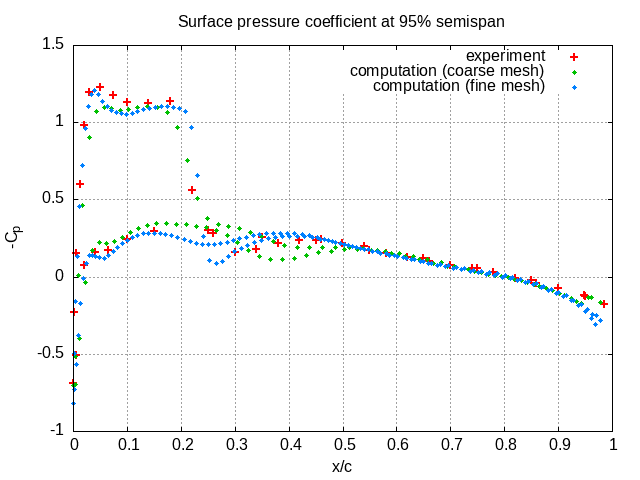 Surface pressure coefficient at 95% semispan
1.5
1
0.5
0
-0.5
-1
-Cp
experiment
computation (coarse mesh)
computation (fine mesh)
0 0.1 0.2 0.3 0.4 0.5 0.6 0.7 0.8 0.9 1
x/c